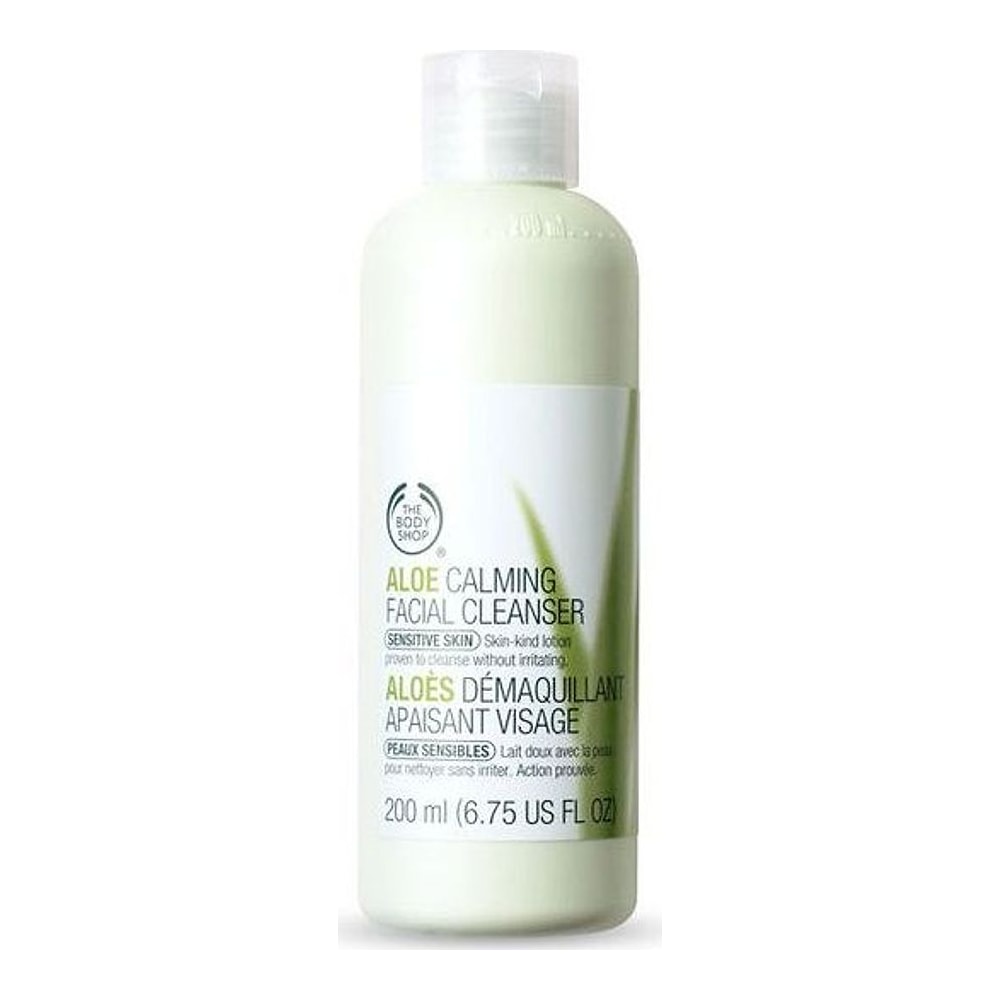 200 ml
THE
BODY
SHOP
®
ALOE CALMING
FACIAL CLEANSER
SENSITIVE SKIN Skin-kind lotion
proven to cleanse without irritating.
ALOÈS DÉMAQUILLANT
APAISANT VISAGE
PEAUX SENSIBLES Lait doux avec la peau
pour nettoyer sans irriter. Action prouvée.
200 ml (6.75 US FL OZ)